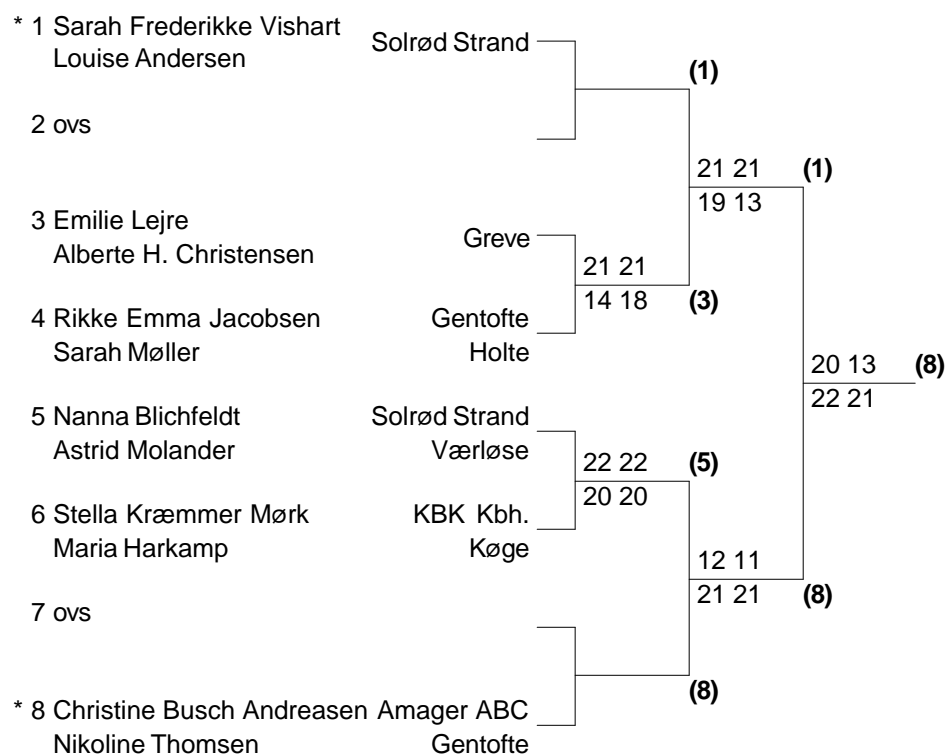 * 1 Sarah Frederikke Vishart Solrød Strand
Louise Andersen
(1)
2 ovs
21 21 (1)
19 13
3 Emilie Lejre Greve
Alberte H. Christensen
21 21
14 18 (3)
4 Rikke Emma Jacobsen Gentofte
Sarah Møller Holte
20 13 (8)
22 21
5 Nanna Blichfeldt Solrød Strand
Astrid Molander Værløse
22 22 (5)
20 20
6 Stella Kræmmer Mørk KBK Kbh.
Maria Harkamp Køge
12 11
21 21 (8)
7 ovs
(8)
* 8 Christine Busch Andreasen Amager ABC
Nikoline Thomsen Gentofte